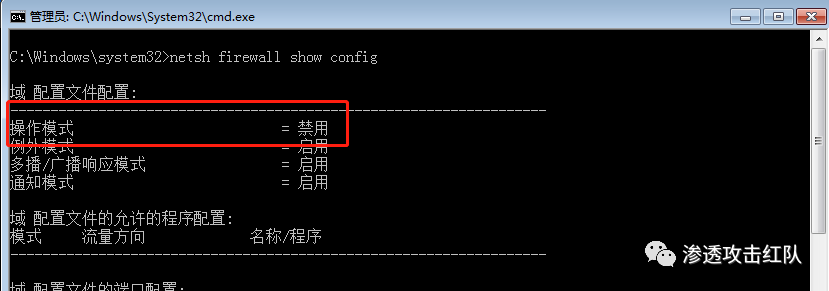 管理员: C:\Windows\System32\cmd.exe
C:\Windows\system32>netsh firewall show config
域 配置文件配置:
-------------------------------------------------------------------
操作模式 = 禁用
例外模式 = 启用
多播/广播响应模式 = 启用
通知模式 = 启用
域 配置文件的允许的程序配置:
模式 流量方向 名称/程序
-------------------------------------------------------------------
域 配置文件的端口配置:
渗透攻击红队